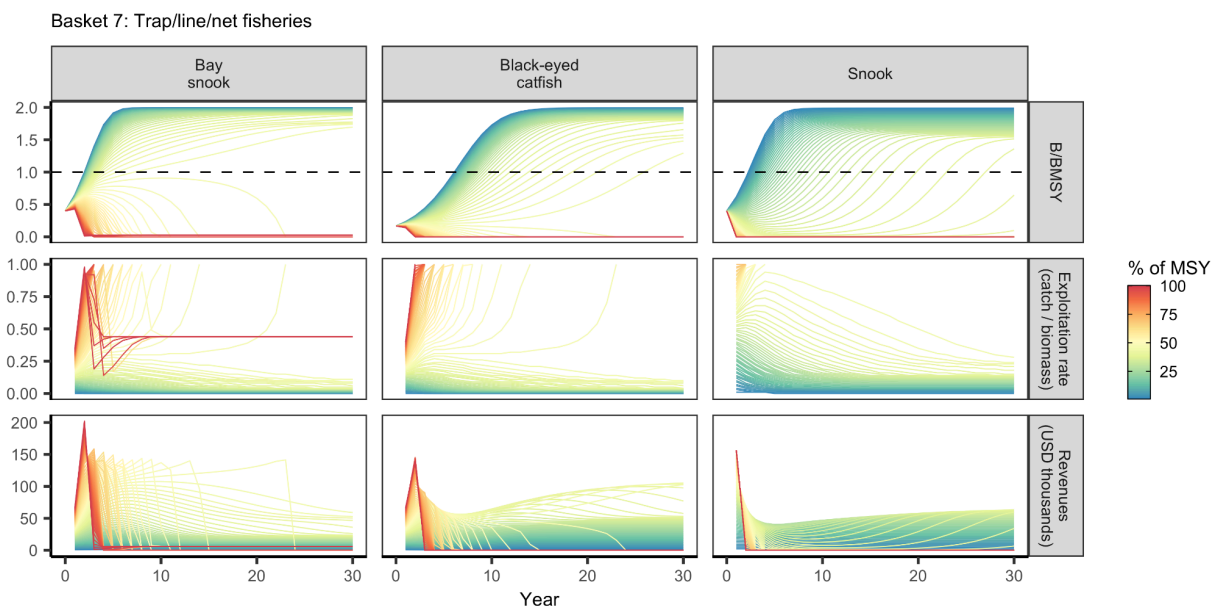 Basket 7: Trap/line/net fisheries
Bay
snook
Black-eyed
catfish
Snook
2.0
1.5
1.0
0.5
0.0
B/BMSY
1.00
0.75
0.50
0.25
0.00
Exploitation rate
(catch / biomass)
200
150
100
50
0
Revenues
(USD thousands)
0 10 20 30
0 10 20 30
0 10 20 30
Year
% of MSY
100
75
50
25